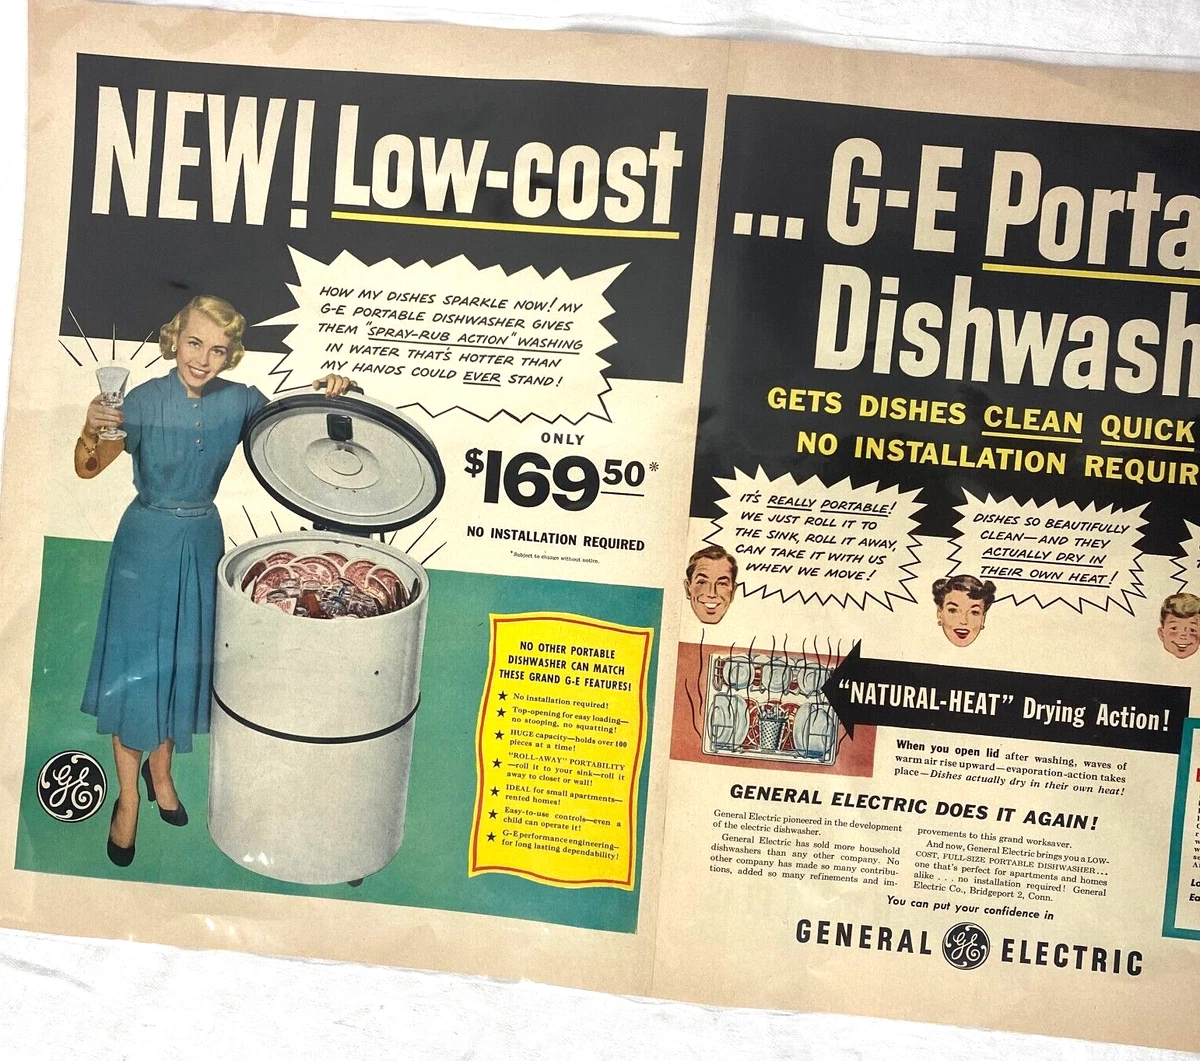 NEW! Low-cost
HOW MY DISHES SPARKLE NOW! MY
G-E PORTABLE DISHWASHER GIVES
THEM "SPRAY-RUB ACTION" WASHING
IN WATER THAT'S HOTTER THAN
MY HANDS COULD EVER STAND!
ONLY
$169.50*
NO INSTALLATION REQUIRED
*Subject to change without notice.
NO OTHER PORTABLE
DISHWASHER CAN MATCH
THESE GRAND G-E FEATURES!
★ No installation required!
★ Top-opening for easy loading—
no stooping, no squatting!
★ HUGE capacity—holds over 100
pieces at a time!
★ "ROLL-AWAY" PORTABILITY
—roll it to your sink—roll it
away to closet or wall!
★ IDEAL for small apartments—
rented homes!
★ Easy-to-use controls—even a
child can operate it!
★ G-E performance engineering—
for long lasting dependability!
GE
... G-E Porta
Dishwash
GETS DISHES CLEAN QUICK
NO INSTALLATION REQUIR
IT'S REALLY PORTABLE!
WE JUST ROLL IT TO
THE SINK, ROLL IT AWAY,
CAN TAKE IT WITH US
WHEN WE MOVE!
DISHES SO BEAUTIFULLY
CLEAN—AND THEY
ACTUALLY DRY IN
THEIR OWN HEAT!
"NATURAL-HEAT" Drying Action!
When you open lid after washing, waves of
warm air rise upward—evaporation-action takes
place—Dishes actually dry in their own heat!
GENERAL ELECTRIC DOES IT AGAIN!
General Electric pioneered in the development
of the electric dishwasher.
General Electric has sold more household
dishwashers than any other company. No
other company has made so many contribu-
tions, added so many refinements and im-
provements to this grand worksaver.
And now, General Electric brings you a LOW-
COST, FULL-SIZE PORTABLE DISHWASHER...
one that's perfect for apartments and homes
alike . . . no installation required! General
Electric Co., Bridgeport 2, Conn.
You can put your confidence in
GENERAL GE ELECTRIC